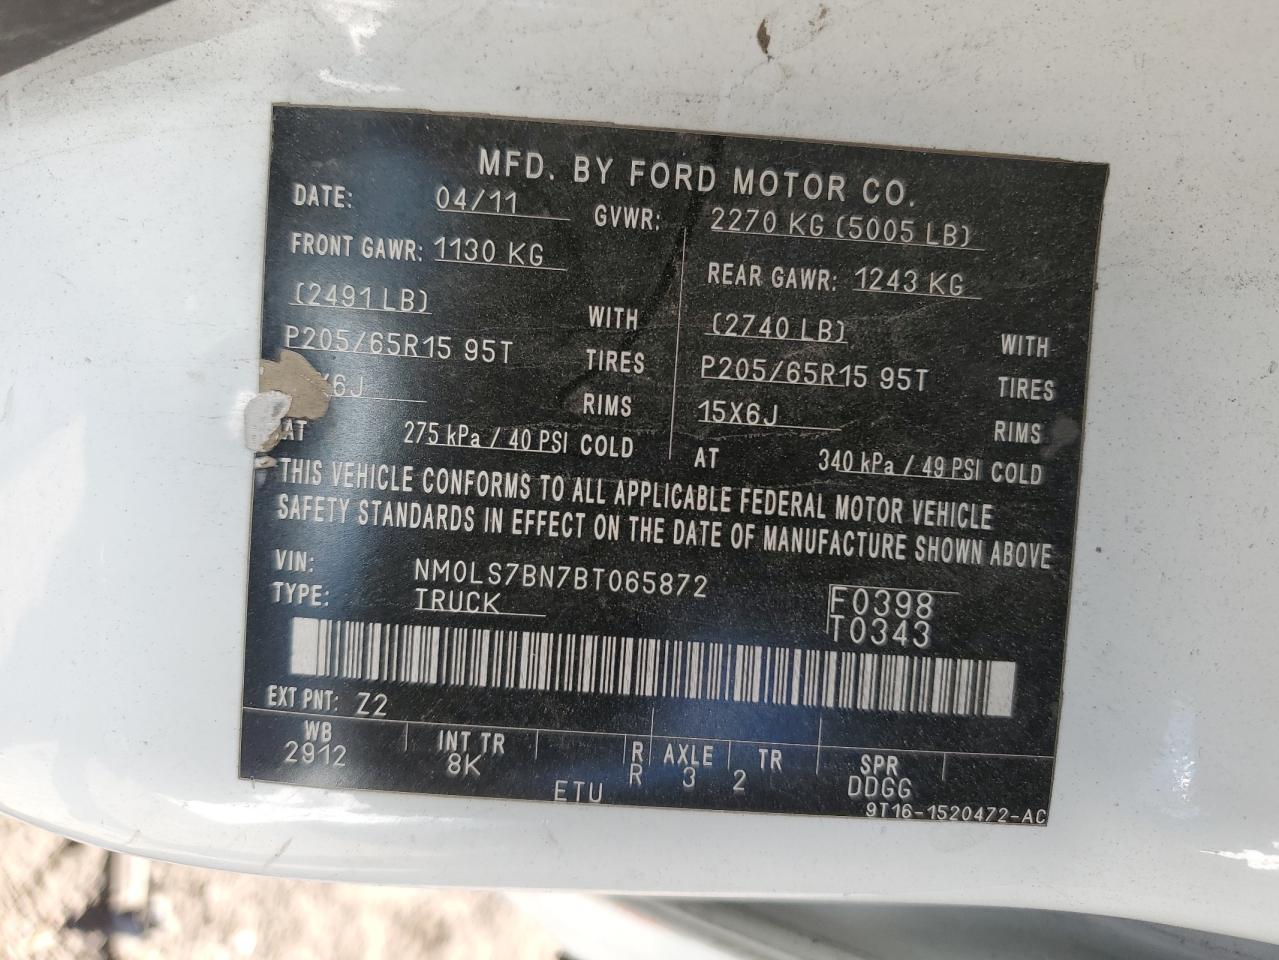 MFD. BY FORD MOTOR CO.
DATE: 04/11 GVWR: 2270 KG (5005 LB)
FRONT GAWR: 1130 KG
(2491 LB) WITH
P205/65R15 95T TIRES
X6J RIMS
AT 275 kPa / 40 PSI COLD
REAR GAWR: 1243 KG
(2740 LB) WITH
P205/65R15 95T TIRES
15X6J RIMS
AT 340 kPa / 49 PSI COLD
THIS VEHICLE CONFORMS TO ALL APPLICABLE FEDERAL MOTOR VEHICLE
SAFETY STANDARDS IN EFFECT ON THE DATE OF MANUFACTURE SHOWN ABOVE
VIN: NM0LS7BN7BT065872
TYPE: TRUCK
F0398
T0343
EXT PNT: Z2
WB INT TR R AXLE TR SPR
2912 8K R 3 2 DDGG
ETU
9T16-1520472-AC